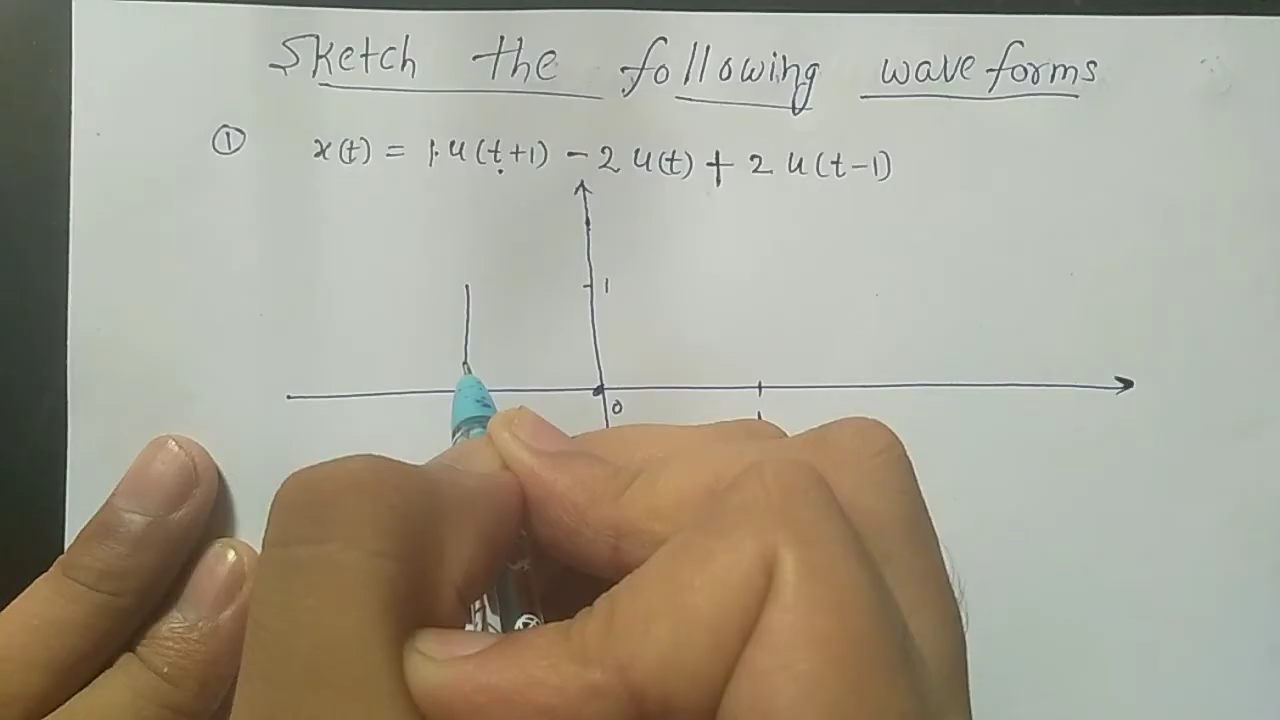 Sketch the following waveforms
① x(t) = 1.u(t+1) - 2 u(t) + 2 u(t-1)
1
0